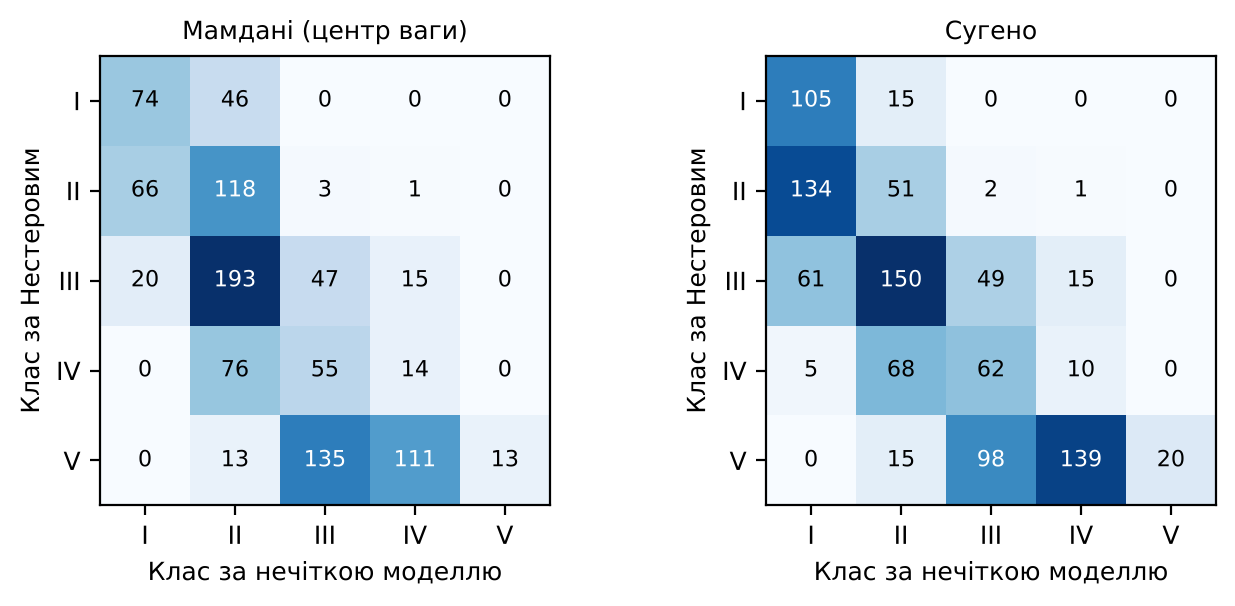 Мамдані (центр ваги)
Клас за Нестеровим
I 74 46 0 0 0
II 66 118 3 1 0
III 20 193 47 15 0
IV 0 76 55 14 0
V 0 13 135 111 13
I II III IV V
Клас за нечіткою моделлю
Сугено
Клас за Нестеровим
I 105 15 0 0 0
II 134 51 2 1 0
III 61 150 49 15 0
IV 5 68 62 10 0
V 0 15 98 139 20
I II III IV V
Клас за нечіткою моделлю